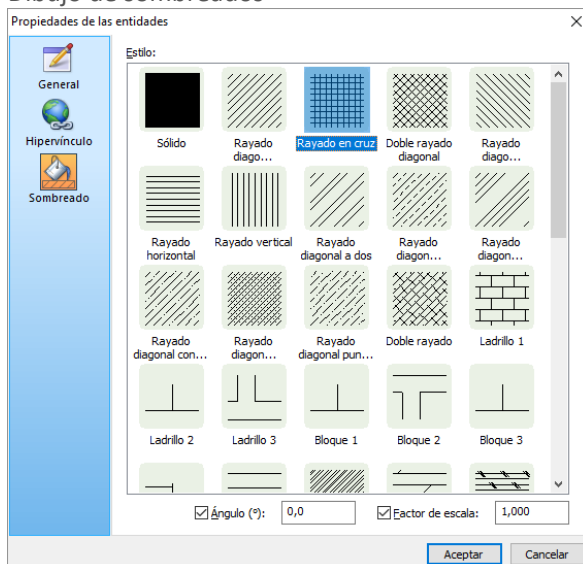 Dibujo de sombreados
Propiedades de las entidades
General
Hipervínculo
Sombreado
Estilo:
Sólido
Rayado
diago...
Rayado en cruz
Doble rayado
diagonal
Rayado
diago...
Rayado
horizontal
Rayado vertical
Rayado
diagonal a dos
Rayado
diagon...
Rayado
diagon...
Rayado
diagonal con...
Rayado
diagon...
Rayado
diagonal pun...
Doble rayado
Ladrillo 1
Ladrillo 2
Ladrillo 3
Bloque 1
Bloque 2
Bloque 3
Ángulo (º): 0,0
Factor de escala: 1,000
Aceptar
Cancelar